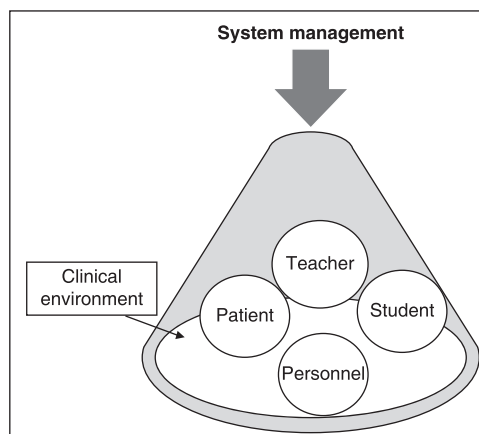 System management
Teacher
Clinical
environment
Patient
Student
Personnel